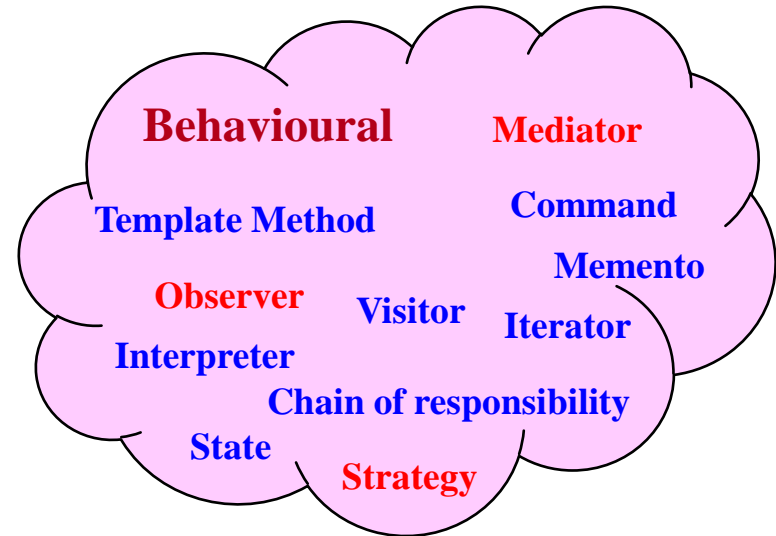 Behavioural
Mediator
Template Method
Command
Memento
Observer
Visitor
Iterator
Interpreter
Chain of responsibility
State
Strategy